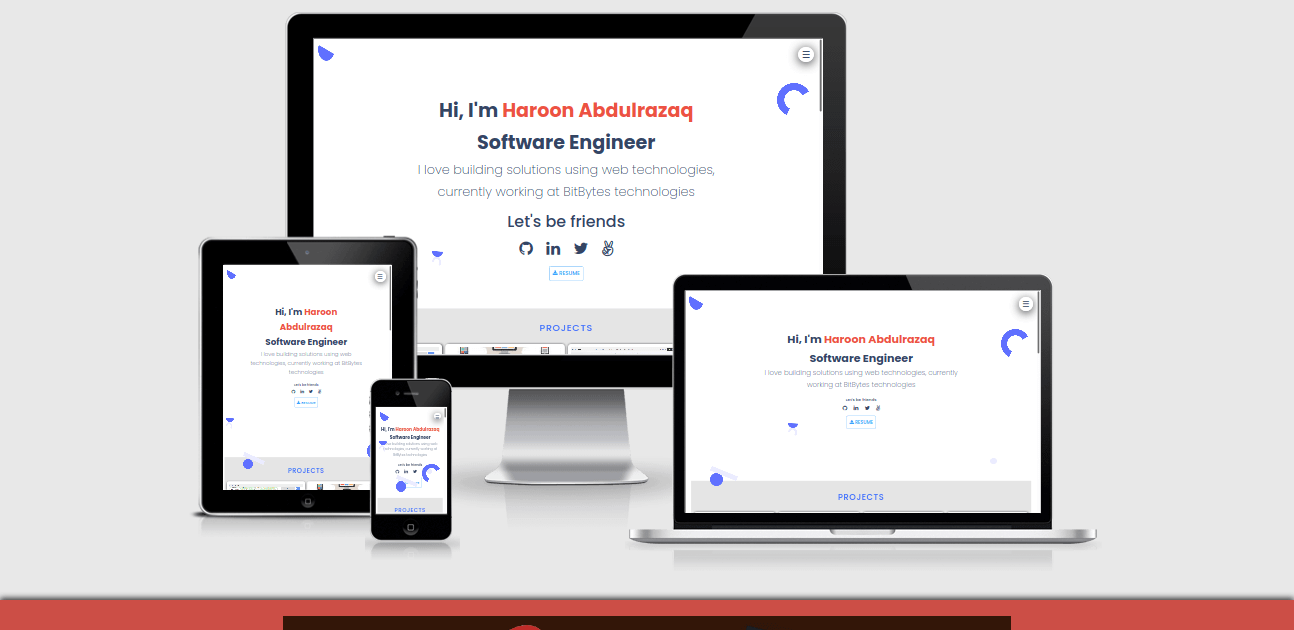 Hi, I'm Haroon Abdulrazaq
Software Engineer
I love building solutions using web technologies,
currently working at BitBytes technologies
Let's be friends
RESUME
PROJECTS
Hi, I'm Haroon
Abdulrazaq
Software Engineer
I love building solutions using web
technologies, currently working at BitBytes
technologies
Let's be friends
RESUME
PROJECTS
Hi, I'm Haroon Abdulrazaq
Software Engineer
I love building solutions using web
technologies, currently working at
BitBytes technologies
Let's be friends
PROJECTS
Hi, I'm Haroon Abdulrazaq
Software Engineer
I love building solutions using web technologies, currently
working at BitBytes technologies
Let's be friends
RESUME
PROJECTS